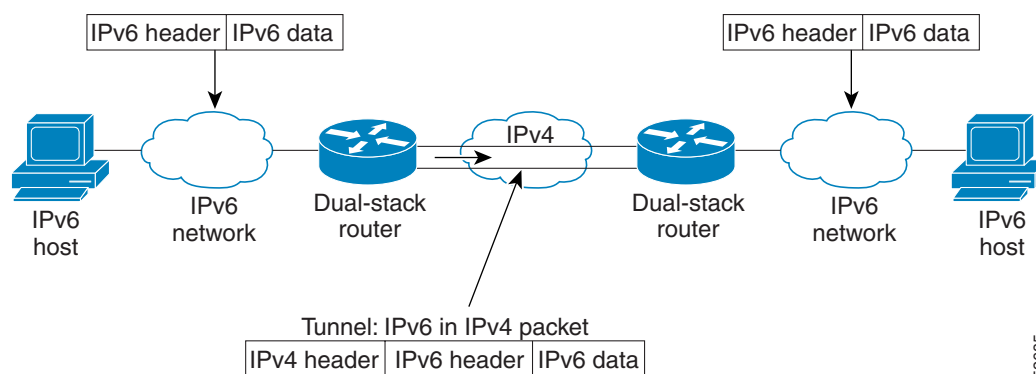 IPv6 header IPv6 data
IPv6 header IPv6 data
IPv4
IPv6
host
IPv6
network
Dual-stack
router
Dual-stack
router
IPv6
network
IPv6
host
Tunnel: IPv6 in IPv4 packet
IPv4 header IPv6 header IPv6 data